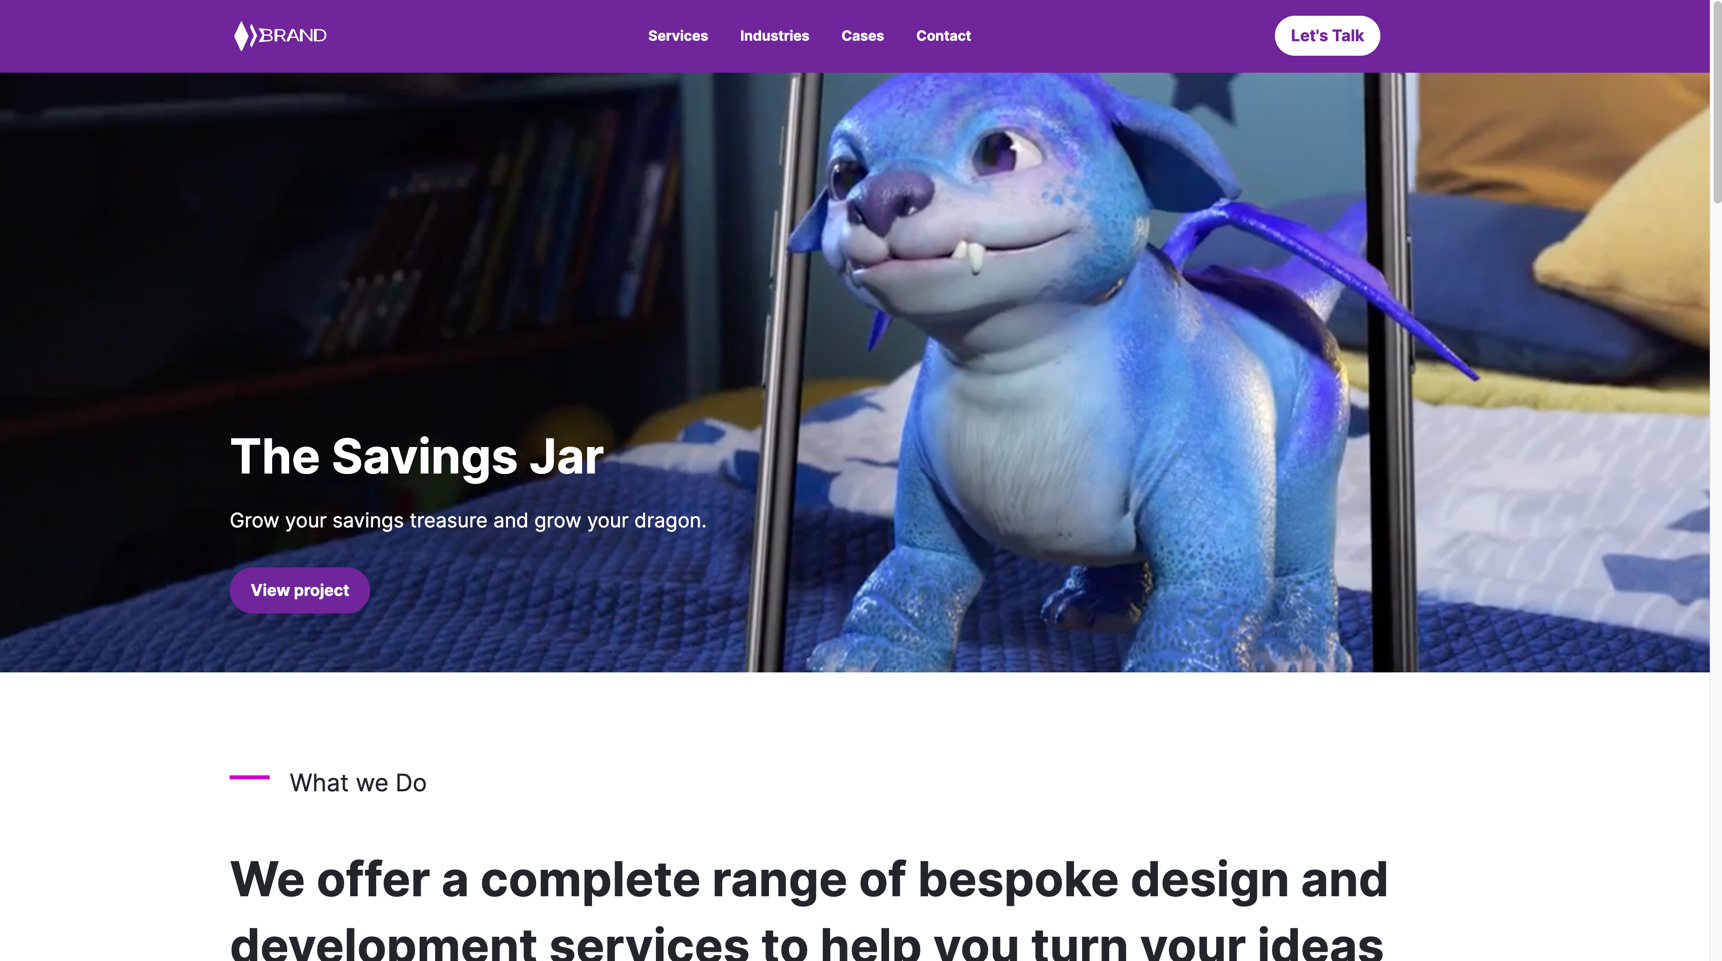 BRAND
Services
Industries
Cases
Contact
Let's Talk
The Savings Jar
Grow your savings treasure and grow your dragon.
View project
What we Do
We offer a complete range of bespoke design and
development services to help you turn your ideas